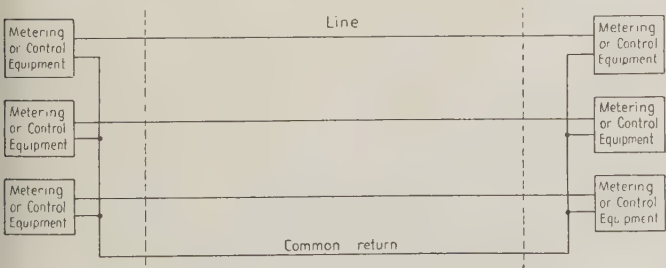 Line
Metering
or Control
Equipment
Metering
or Control
Equipment
Metering
or Control
Equipment
Metering
or Control
Equipment
Metering
or Control
Equipment
Metering
or Control
Equipment
Common return